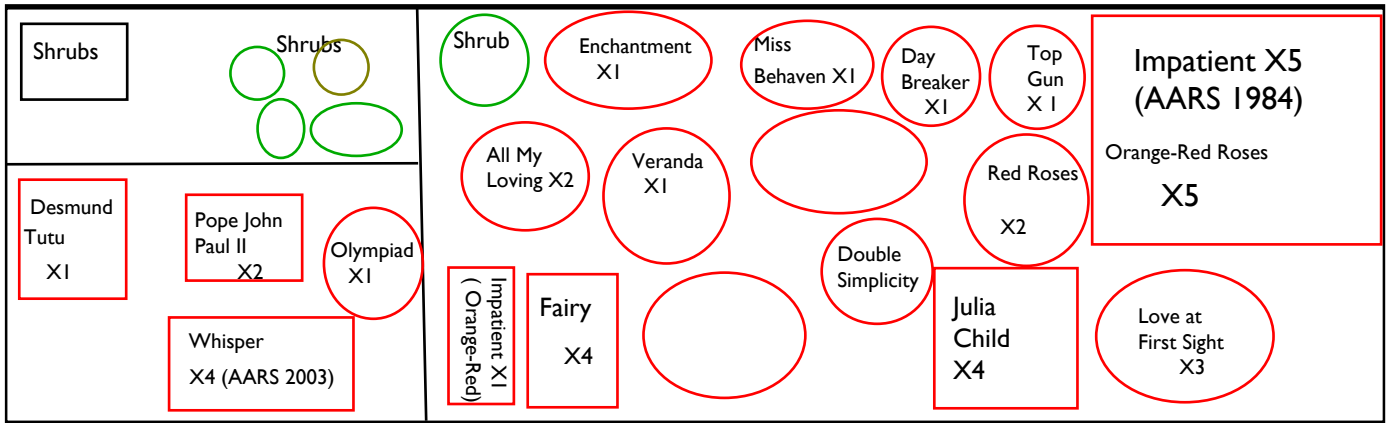 Shrubs
Shrubs
Desmund
Tutu
X1
Pope John
Paul II
X2
Olympiad
X1
Whisper
X4 (AARS 2003)
Shrub
Enchantment
X1
Miss
Behaven X1
Day
Breaker
X1
Top
Gun
X 1
Impatient X5
(AARS 1984)
Orange-Red Roses
X5
All My
Loving X2
Veranda
X1
Red Roses
X2
Double
Simplicity
Impatient X1
( Orange-Red)
Fairy
X4
Julia
Child
X4
Love at
First Sight
X3